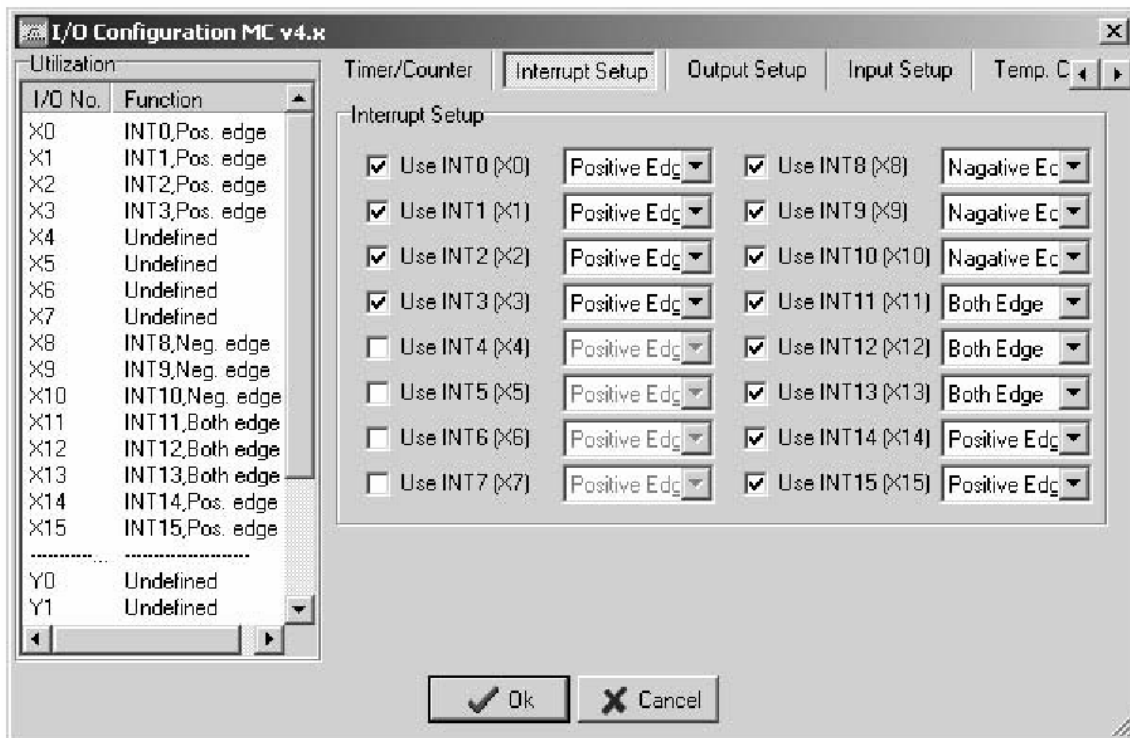 I/O Configuration MC v4.x
Utilization
I/O No. Function
X0 INT0,Pos. edge
X1 INT1,Pos. edge
X2 INT2,Pos. edge
X3 INT3,Pos. edge
X4 Undefined
X5 Undefined
X6 Undefined
X7 Undefined
X8 INT8,Neg. edge
X9 INT9,Neg. edge
X10 INT10,Neg. edge
X11 INT11,Both edge
X12 INT12,Both edge
X13 INT13,Both edge
X14 INT14,Pos. edge
X15 INT15,Pos. edge
Y0 Undefined
Y1 Undefined
Timer/Counter Interrupt Setup Output Setup Input Setup Temp. C
Interrupt Setup
Use INT0 (X0) Positive Edg Use INT8 (X8) Nagative Ec
Use INT1 (X1) Positive Edg Use INT9 (X9) Nagative Ec
Use INT2 (X2) Positive Edg Use INT10 (X10) Nagative Ec
Use INT3 (X3) Positive Edg Use INT11 (X11) Both Edge
Use INT4 (X4) Positive Edg Use INT12 (X12) Both Edge
Use INT5 (X5) Positive Edg Use INT13 (X13) Both Edge
Use INT6 (X6) Positive Edg Use INT14 (X14) Positive Edg
Use INT7 (X7) Positive Edg Use INT15 (X15) Positive Edg
Ok Cancel